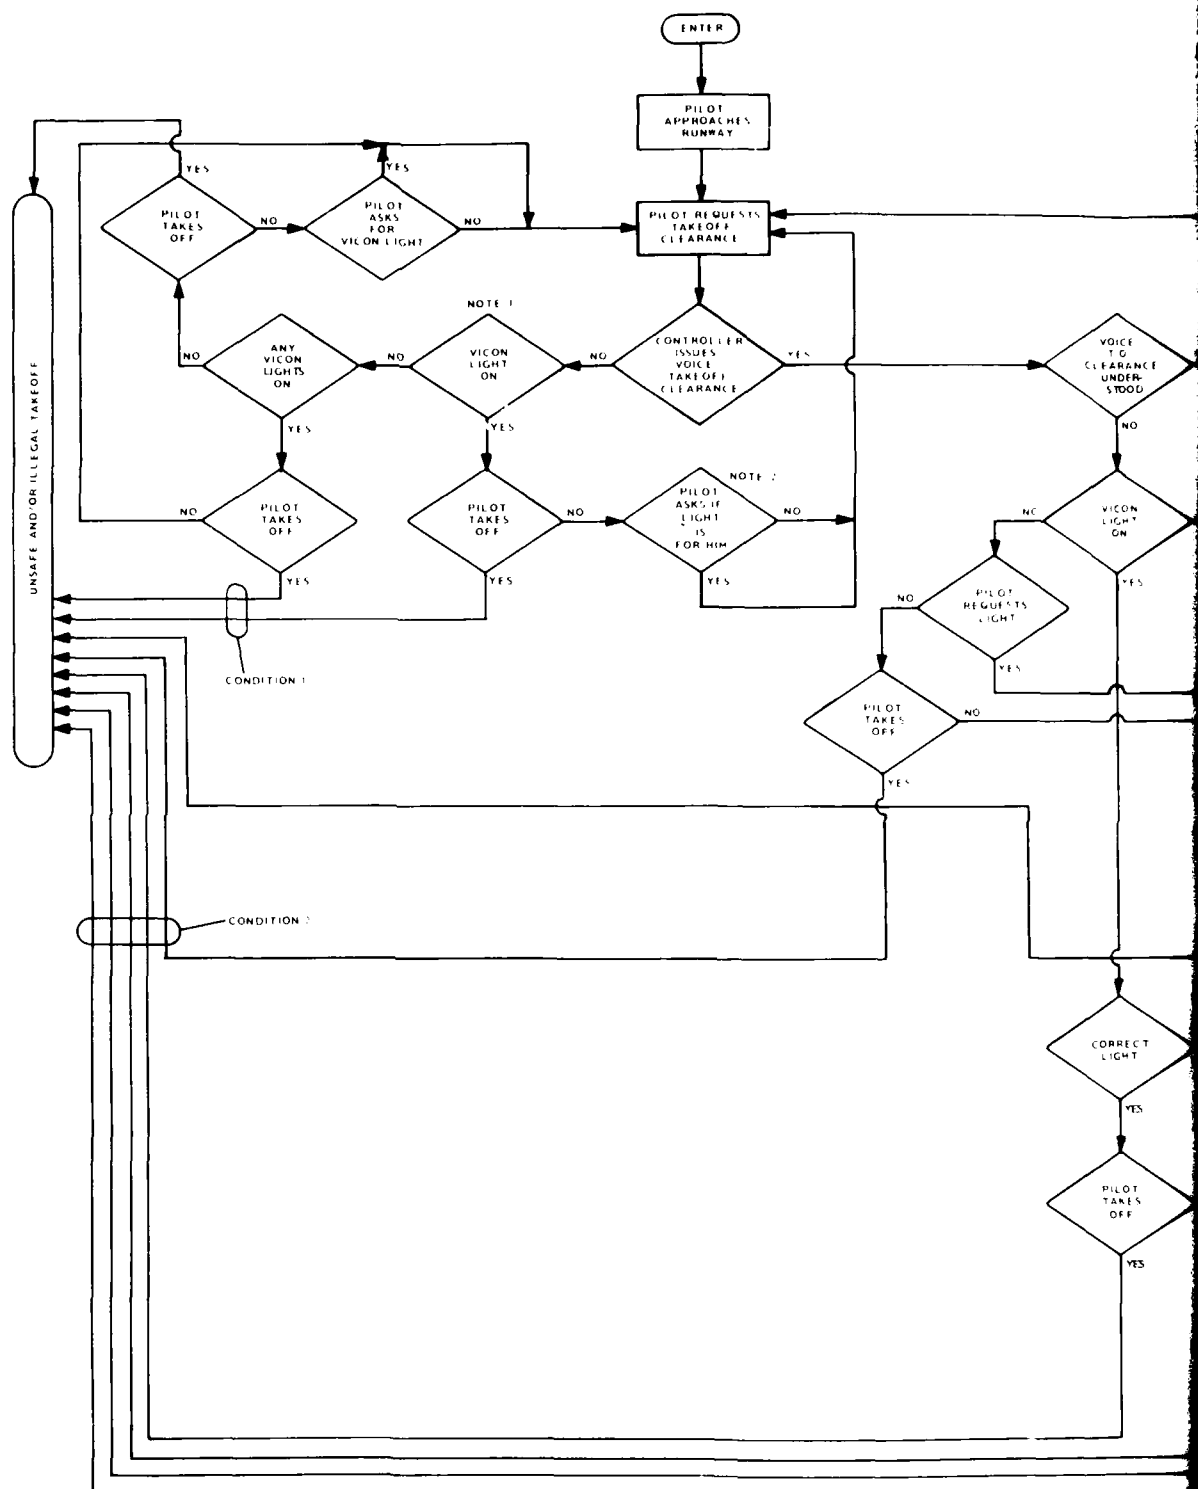 ENTER
PILOT
APPROACHES
RUNWAY
YES
YES
PILOT
TAKES
OFF
NO
PILOT
ASKS
FOR
VICON LIGHT
NO
PILOT REQUESTS
TAKEOFF
CLEARANCE
NOTE 1
NO
ANY
VICON
LIGHTS
ON
NO
VICON
LIGHT
ON
NO
CONTROLLER
ISSUES
VOICE
TAKEOFF
CLEARANCE
YES
VOICE
T O
CLEARANCE
UNDER-
STOOD
YES
YES
NO
UNSAFE AND/OR ILLEGAL TAKEOFF
NO
PILOT
TAKES
OFF
PILOT
TAKES
OFF
NO
NOTE 2
PILOT
ASKS IF
LIGHT
IS
FOR HIM
NO
NO
VICON
LIGHT
ON
YES
YES
YES
YES
NO
PILOT
REQUESTS
LIGHT
YES
CONDITION 1
PILOT
TAKES
OFF
NO
YES
CONDITION 2
CORRECT
LIGHT
YES
PILOT
TAKES
OFF
YES